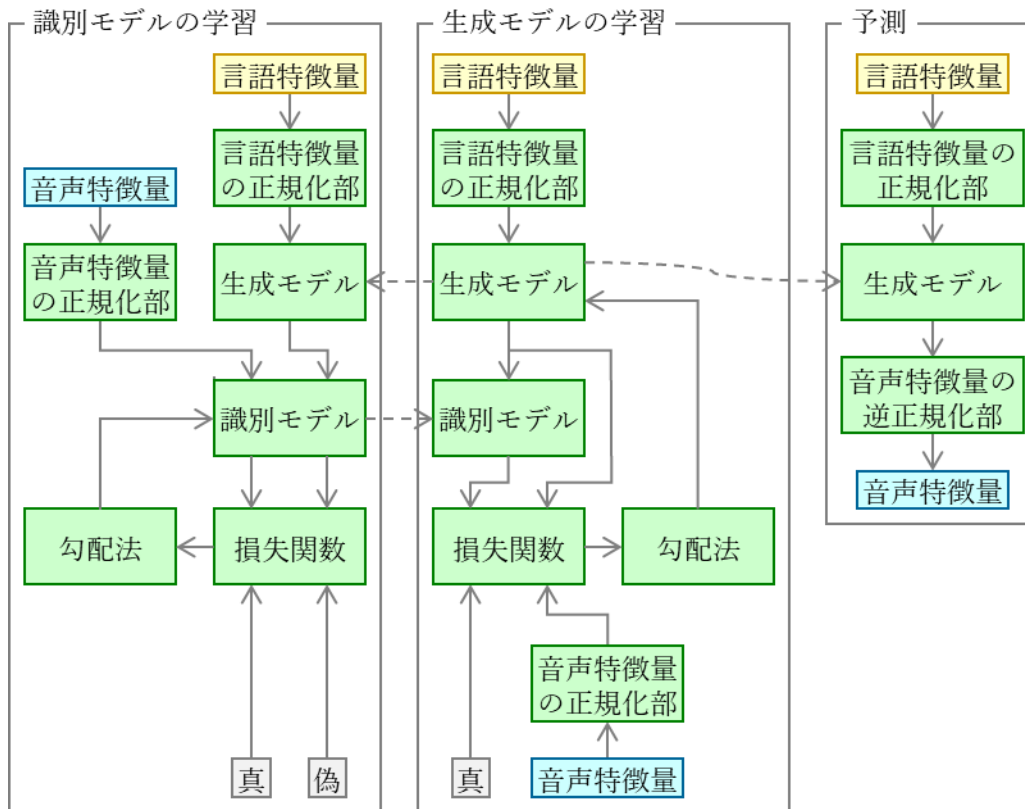 識別モデルの学習
言語特徴量
言語特徴量
の正規化部
音声特徴量
音声特徴量
の正規化部
生成モデル
識別モデル
勾配法
損失関数
真
偽
生成モデルの学習
言語特徴量
言語特徴量
の正規化部
生成モデル
識別モデル
損失関数
勾配法
音声特徴量
の正規化部
真
音声特徴量
予測
言語特徴量
言語特徴量の
正規化部
生成モデル
音声特徴量の
逆正規化部
音声特徴量